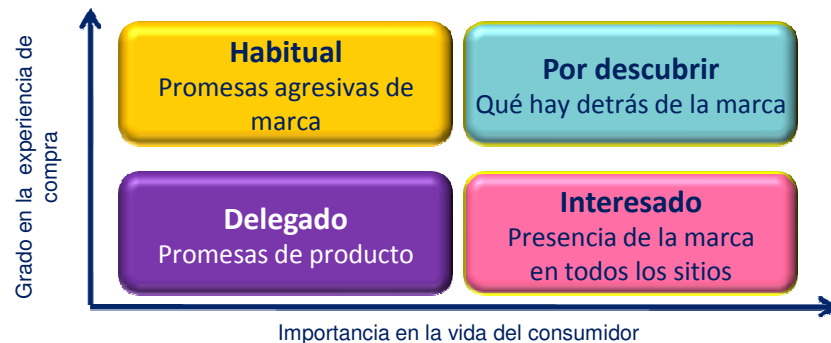 Grado en la experiencia de
compra
Habitual
Promesas agresivas de
marca
Por descubrir
Qué hay detrás de la marca
Delegado
Promesas de producto
Interesado
Presencia de la marca
en todos los sitios
Importancia en la vida del consumidor